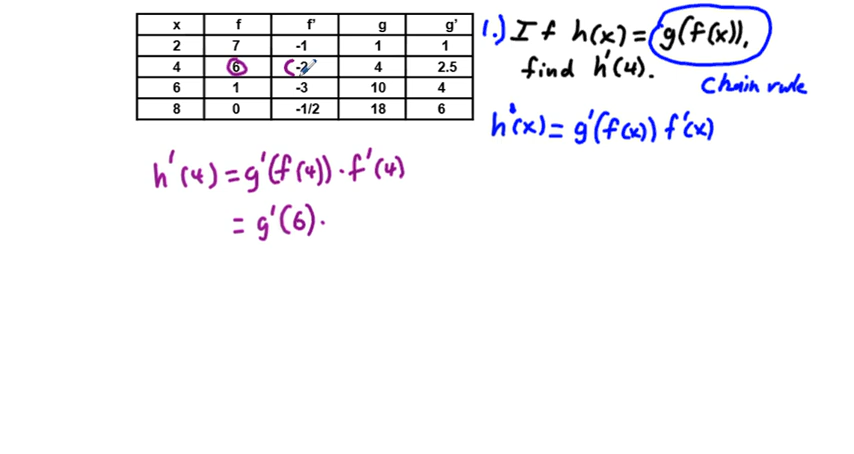 x f f' g g'
2 7 -1 1 1
4 6 -2 4 2.5
6 1 -3 10 4
8 0 -1/2 18 6
1.) If h(x) = g(f(x)),
find h'(4).
Chain rule
h'(x) = g'(f(x)) f'(x)
h'(4) = g'(f(4)) · f'(4)
= g'(6) ·